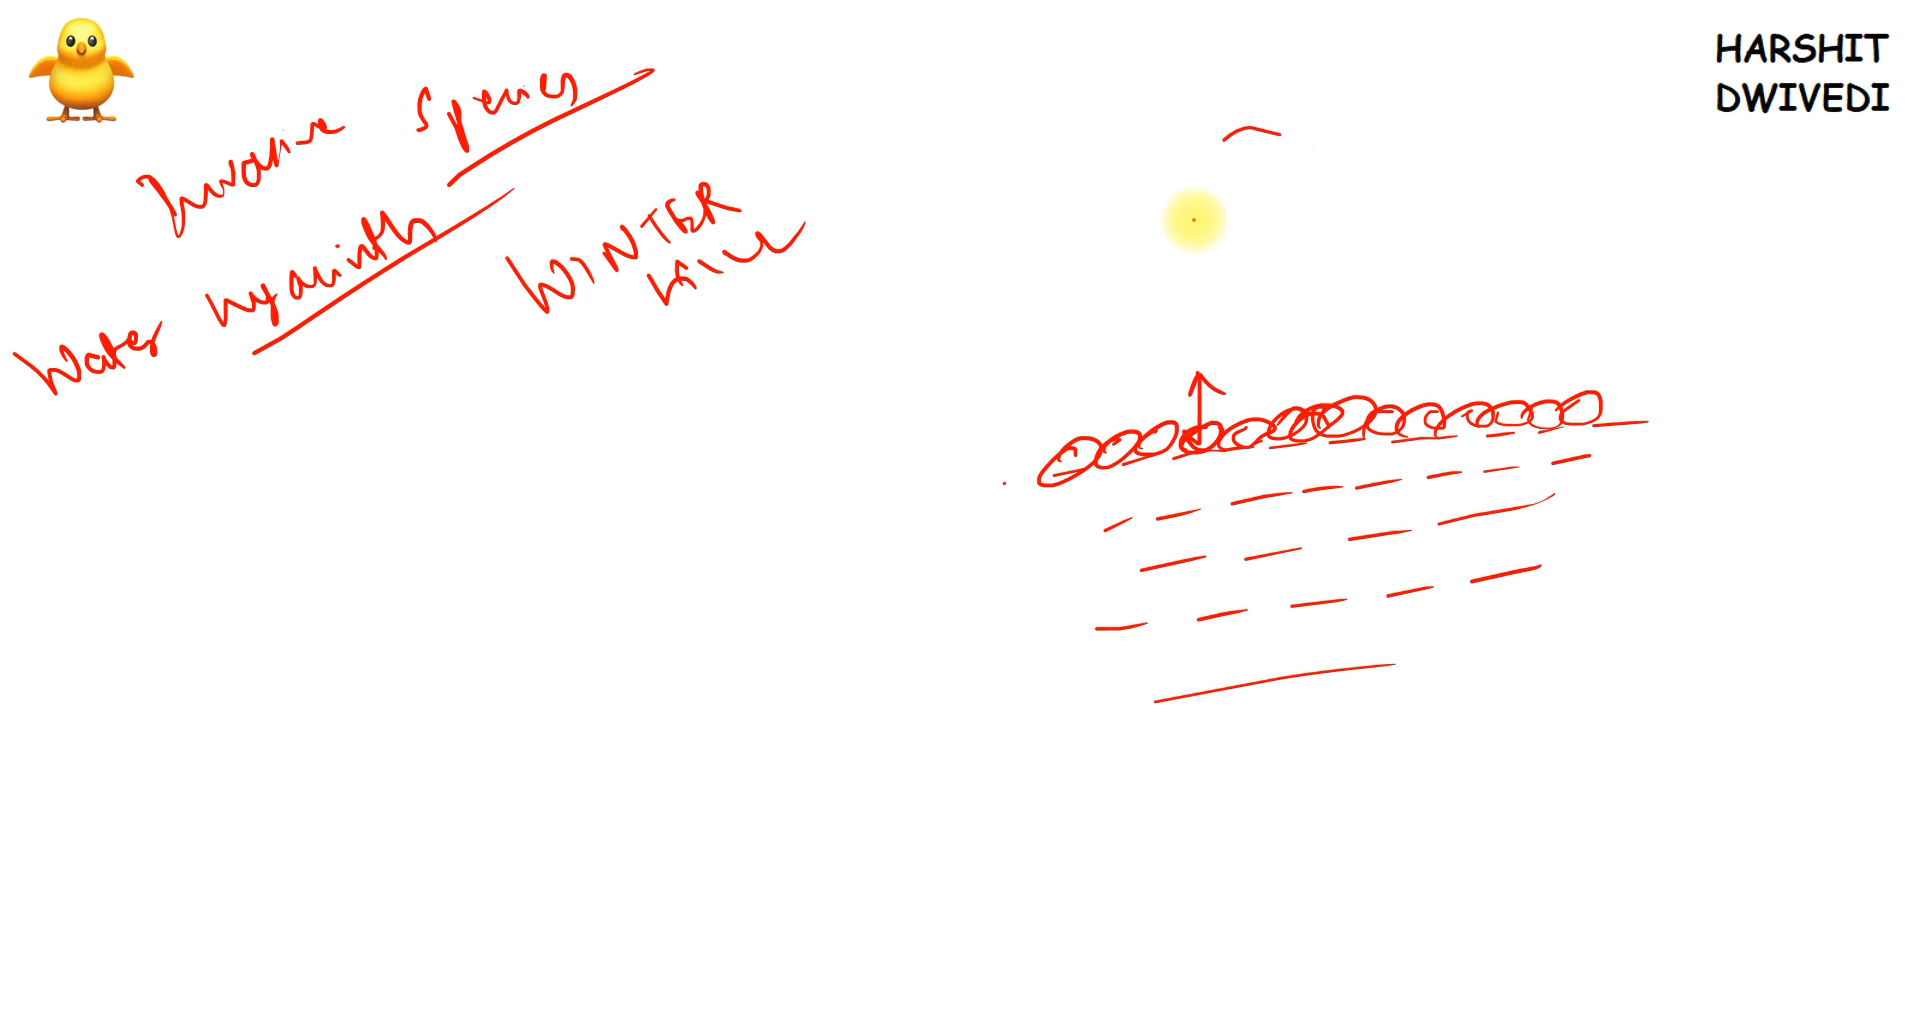 Invasive Species
Water hyacinth
WINTER
kill
HARSHIT
DWIVEDI